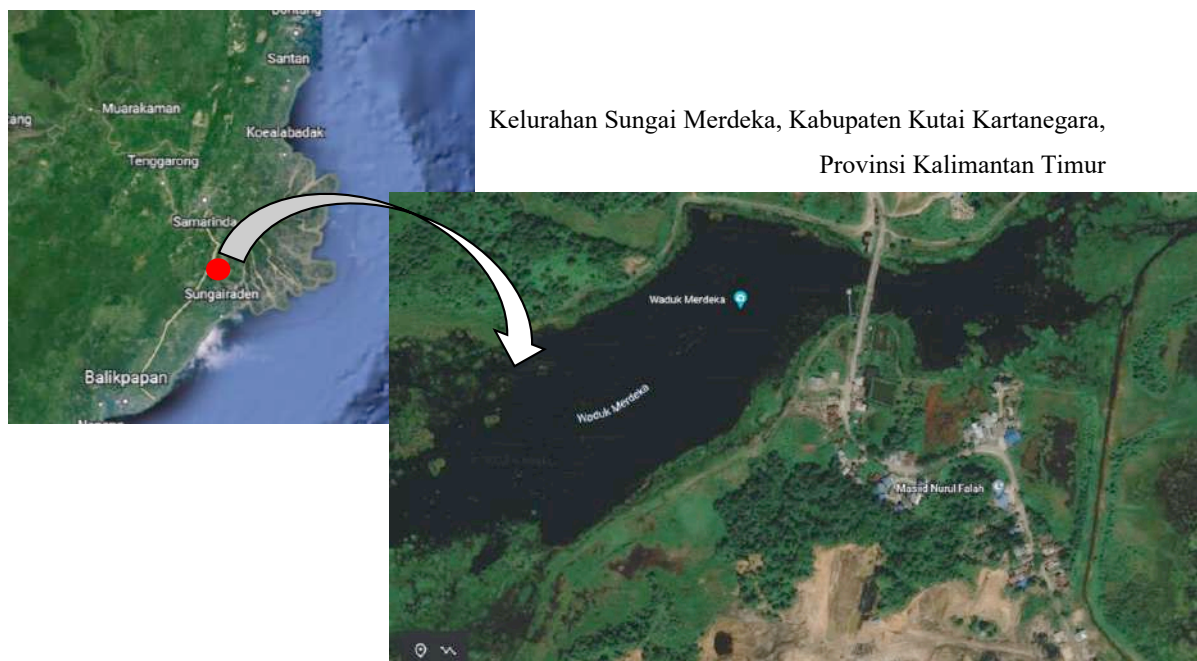 Santan
Muarakaman
Koealabadak
Tenggarong
Samarinda
Sungairaden
Balikpapan
Kelurahan Sungai Merdeka, Kabupaten Kutai Kartanegara,
Provinsi Kalimantan Timur
Waduk Merdeka
Waduk Merdeka
Masjid Nurul Falah